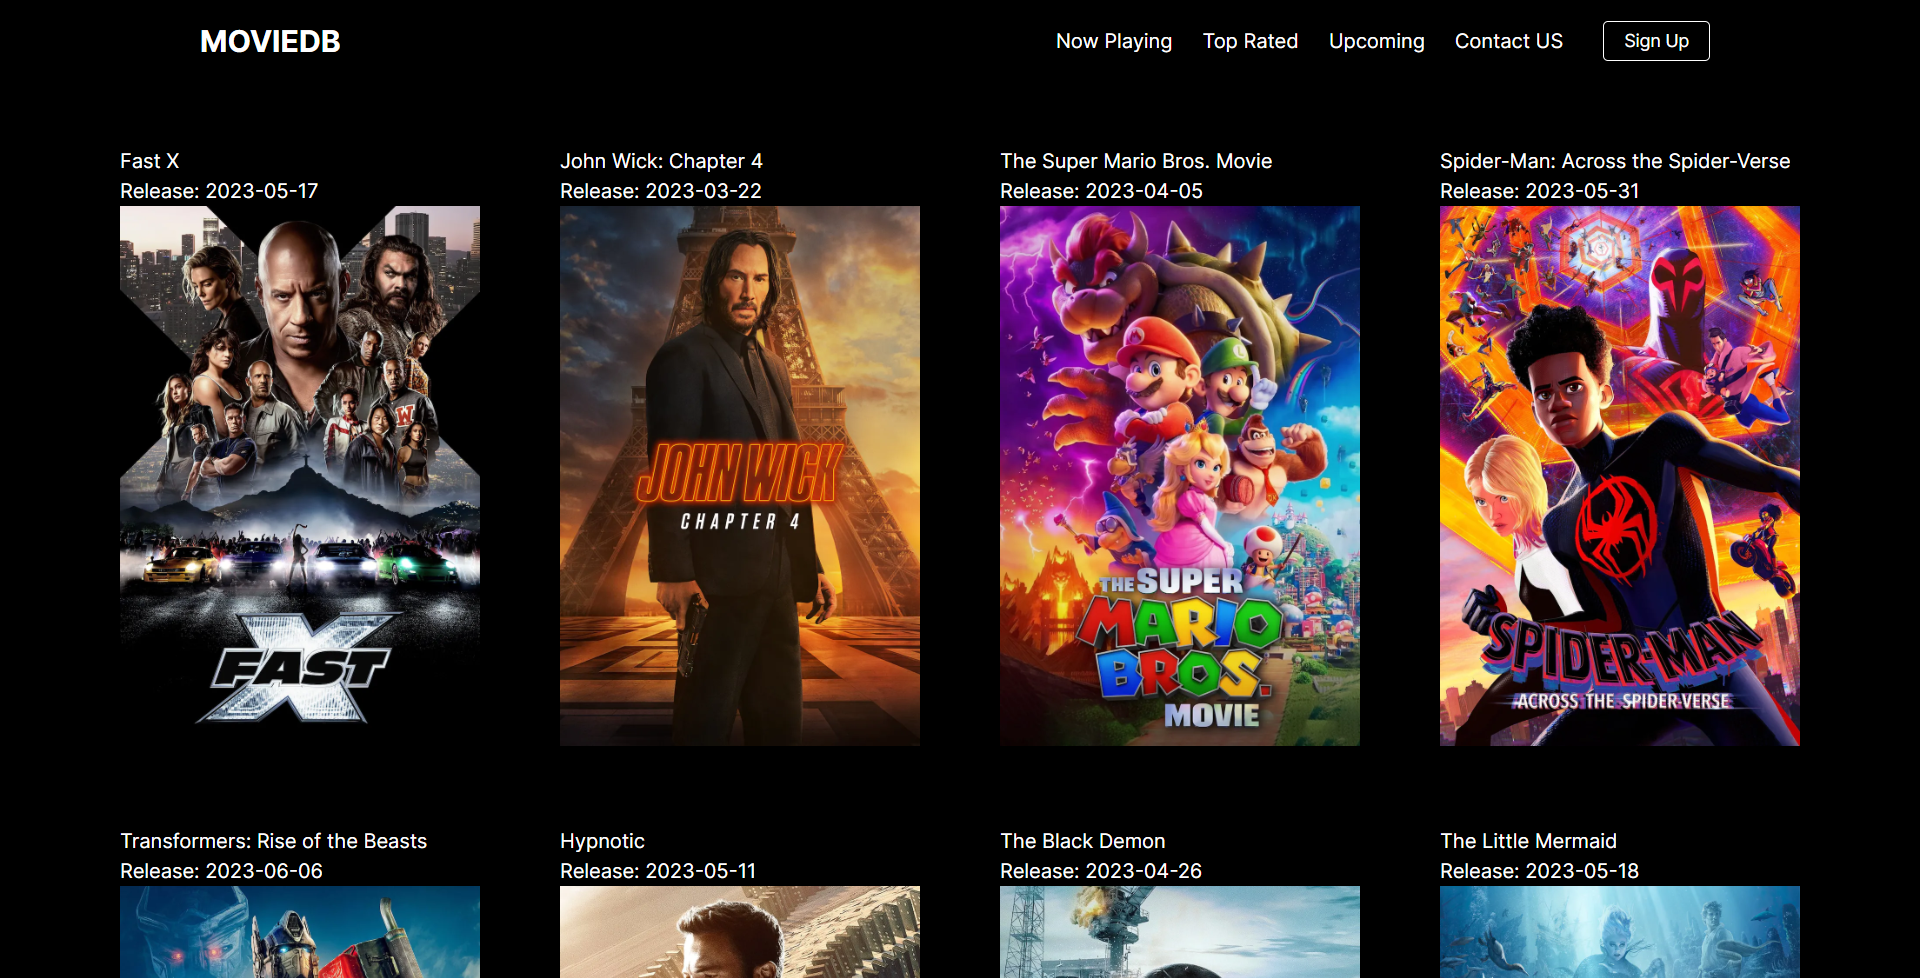 MOVIEDB
Now Playing
Top Rated
Upcoming
Contact US
Sign Up
Fast X
Release: 2023-05-17
FAST X
John Wick: Chapter 4
Release: 2023-03-22
JOHN WICK
CHAPTER 4
The Super Mario Bros. Movie
Release: 2023-04-05
THE SUPER
MARIO
BROS.
MOVIE
Spider-Man: Across the Spider-Verse
Release: 2023-05-31
SPIDER-MAN
ACROSS THE SPIDER-VERSE
Transformers: Rise of the Beasts
Release: 2023-06-06
Hypnotic
Release: 2023-05-11
The Black Demon
Release: 2023-04-26
The Little Mermaid
Release: 2023-05-18